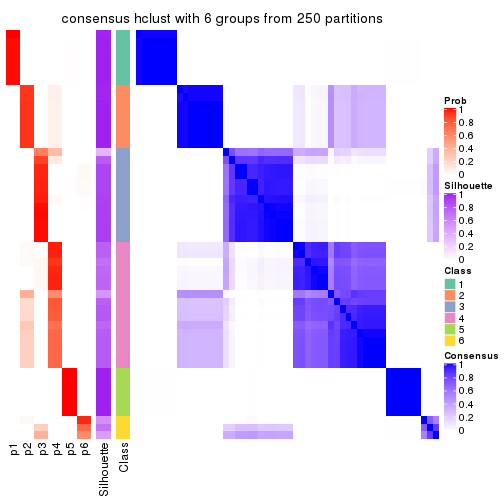 consensus hclust with 6 groups from 250 partitions
Prob
1
0.8
0.6
0.4
0.2
0
Silhouette
1
0.8
0.6
0.4
0.2
0
Class
1
2
3
4
5
6
Consensus
1
0.8
0.6
0.4
0.2
0
p1
p2
p3
p4
p5
p6
Silhouette
Class